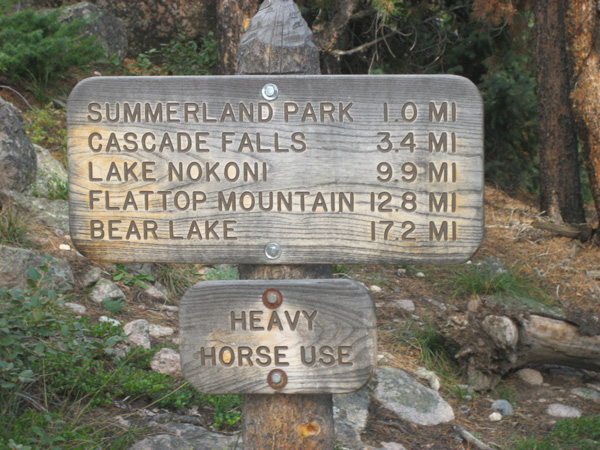 SUMMERLAND PARK 1.0 MI
CASCADE FALLS 3.4 MI
LAKE NOKONI 9.9 MI
FLATTOP MOUNTAIN 12.8 MI
BEAR LAKE 17.2 MI
HEAVY
HORSE USE